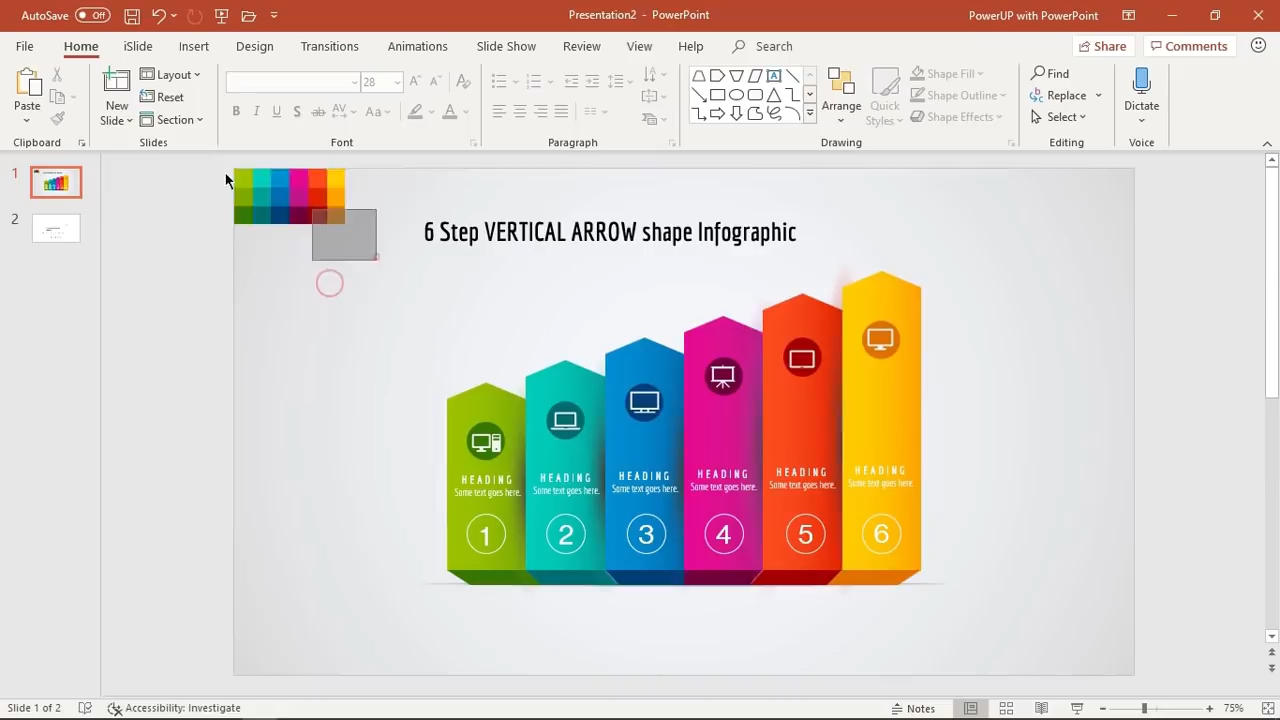 AutoSave Off Presentation2 - PowerPoint PowerUP with PowerPoint
File Home iSlide Insert Design Transitions Animations Slide Show Review View Help Search Share Comments
Paste
New Slide
Layout
Reset
Section
28
Aa
Arrange
Quick Styles
Shape Fill
Shape Outline
Shape Effects
Find
Replace
Select
Dictate
Clipboard Slides Font Paragraph Drawing Editing Voice
1
2
6 Step VERTICAL ARROW shape Infographic
HEADING
Some text goes here.
1
HEADING
Some text goes here.
2
HEADING
Some text goes here.
3
HEADING
Some text goes here.
4
HEADING
Some text goes here.
5
HEADING
Some text goes here.
6
Slide 1 of 2 Accessibility: Investigate Notes 75%